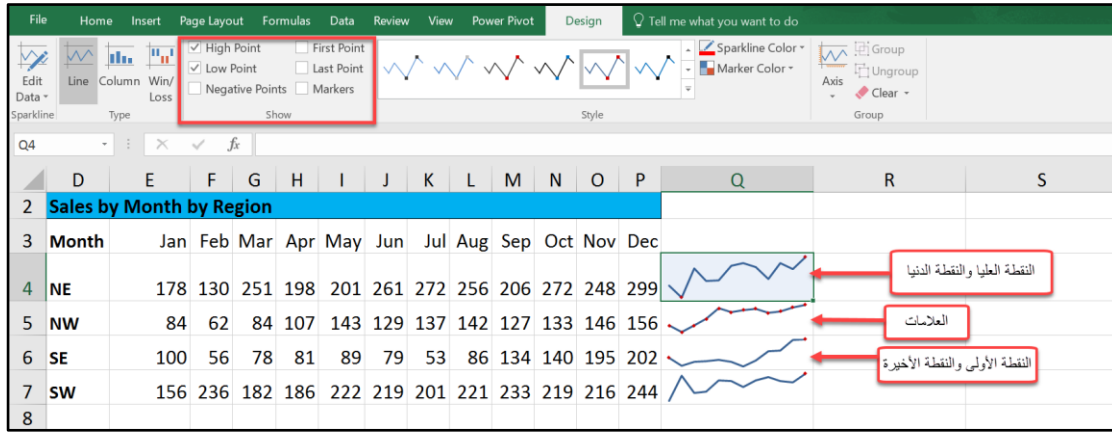 File Home Insert Page Layout Formulas Data Review View Power Pivot Design Tell me what you want to do
High Point First Point Sparkline Color Group
Low Point Last Point Marker Color Ungroup
Edit Data Line Column Win/Loss Negative Points Markers Axis Clear
Sparkline Type Show Style Group
Q4 fx
D E F G H I J K L M N O P Q R S
2 Sales by Month by Region
3 Month Jan Feb Mar Apr May Jun Jul Aug Sep Oct Nov Dec
4 NE 178 130 251 198 201 261 272 256 206 272 248 299 النقطة العليا والنقطة الدنيا
5 NW 84 62 84 107 143 129 137 142 127 133 146 156 العلامات
6 SE 100 56 78 81 89 79 53 86 134 140 195 202 النقطة الأولى والنقطة الأخيرة
7 SW 156 236 182 186 222 219 201 221 233 219 216 244
8